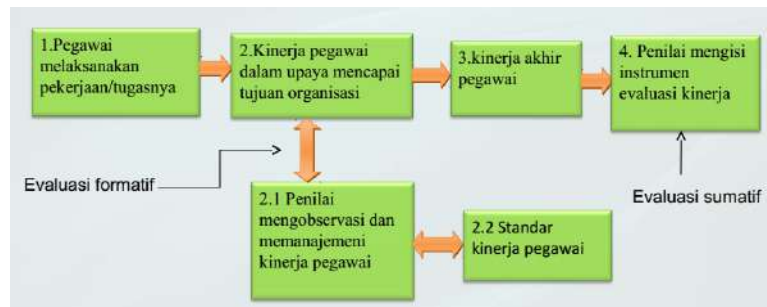 1.Pegawai
melaksanakan
pekerjaan/tugasnya
2.Kinerja pegawai
dalam upaya mencapai
tujuan organisasi
3.kinerja akhir
pegawai
4. Penilai mengisi
instrumen
evaluasi kinerja
Evaluasi formatif
Evaluasi sumatif
2.1 Penilai
mengobservasi dan
memanajemeni
kinerja pegawai
2.2 Standar
kinerja pegawai